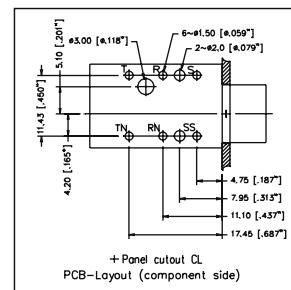 ø3.00 [ø.118"]
6-ø1.50 [ø.059"]
2-ø2.0 [ø.079"]
5.10 [.201"]
T R S
11.43 [.450"]
TN RN SS
4.20 [.165"]
4.75 [.187"]
7.95 [.313"]
11.10 [.437"]
17.45 [.687"]
+ Panel cutout CL
PCB-Layout (component side)